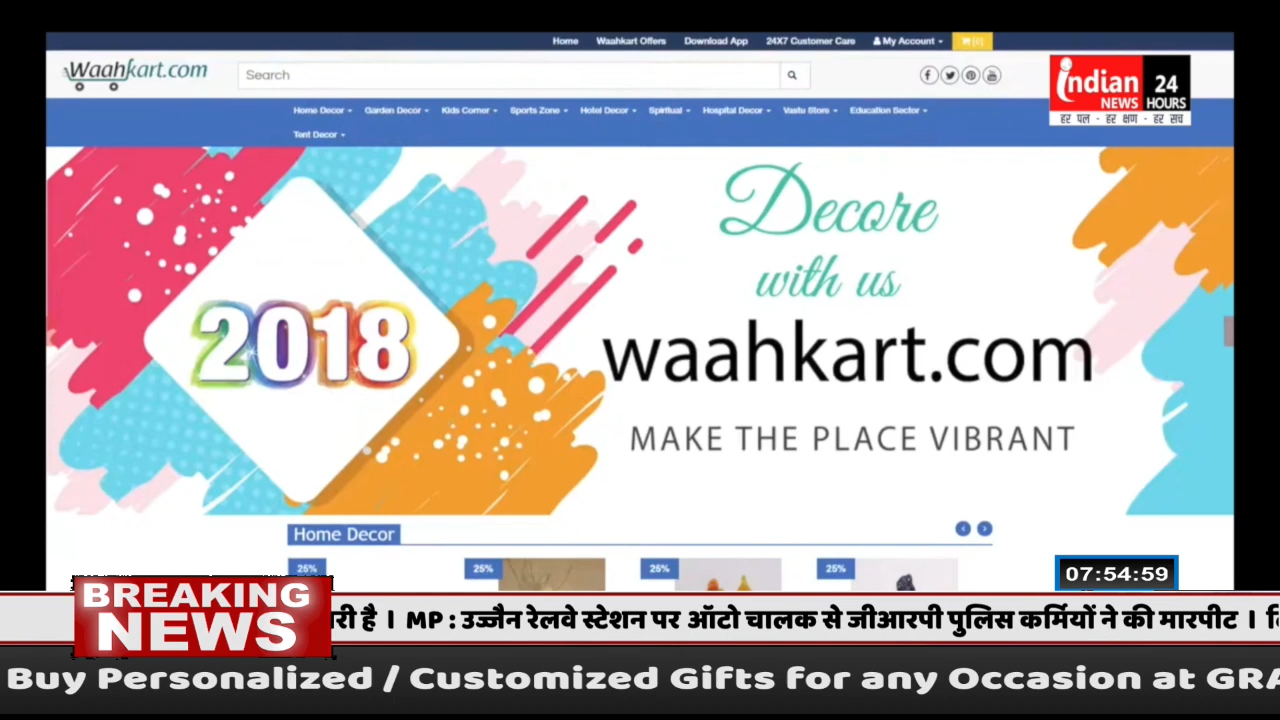 Home Waahkart Offers Download App 24X7 Customer Care My Account
Waahkart.com
Search
indian
NEWS
24
HOURS
हर पल - हर क्षण - हर सच
Home Decor Garden Decor Kids Corner Sports Zone Hotel Decor Spiritual Hospital Decor Vastu Store Education Sector
Tent Decor
2018
Decore
with us
waahkart.com
MAKE THE PLACE VIBRANT
Home Decor
25% 25% 25% 25%
07:54:59
BREAKING
NEWS
री है । MP : उज्जैन रेलवे स्टेशन पर ऑटो चालक से जीआरपी पुलिस कर्मियों ने की मारपीट ।
Buy Personalized / Customized Gifts for any Occasion at GRA